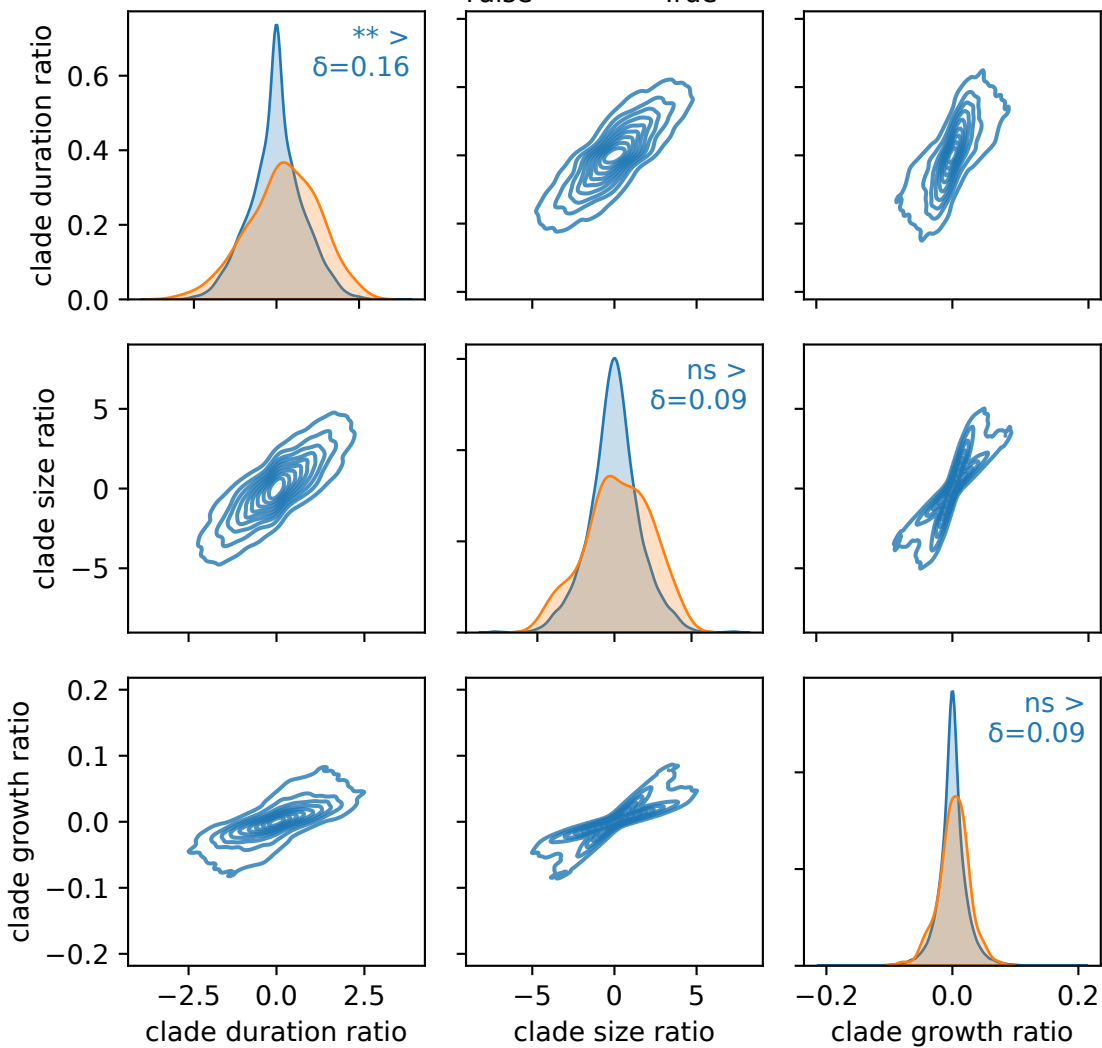 clade duration ratio
0.6
0.4
0.2
0.0
** >
δ=0.16
clade size ratio
5
0
−5
ns >
δ=0.09
clade growth ratio
0.2
0.1
0.0
−0.1
−0.2
ns >
δ=0.09
−2.5 0.0 2.5
clade duration ratio
−5 0 5
clade size ratio
−0.2 0.0 0.2
clade growth ratio